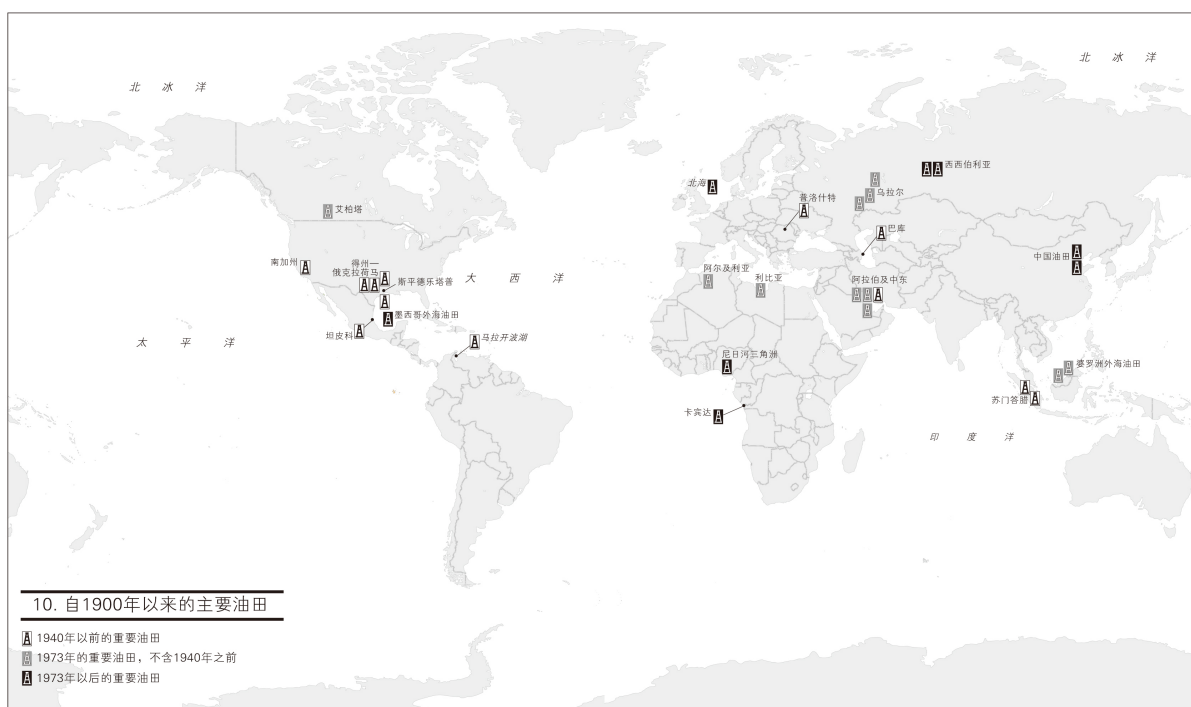 北 冰 洋
北 冰 洋
西西伯利亚
北海
乌拉尔
普洛什特
艾柏塔
巴库
中国油田
南加州
得州—
俄克拉荷马
斯平德乐塔普
大 西 洋
阿尔及利亚
利比亚
阿拉伯及中东
墨西哥外海油田
坦皮科
太 平 洋
马拉开波湖
尼日河三角洲
婆罗洲外海油田
苏门答腊
卡宾达
印 度 洋
10. 自1900年以来的主要油田
1940年以前的重要油田
1973年的重要油田，不含1940年之前
1973年以后的重要油田